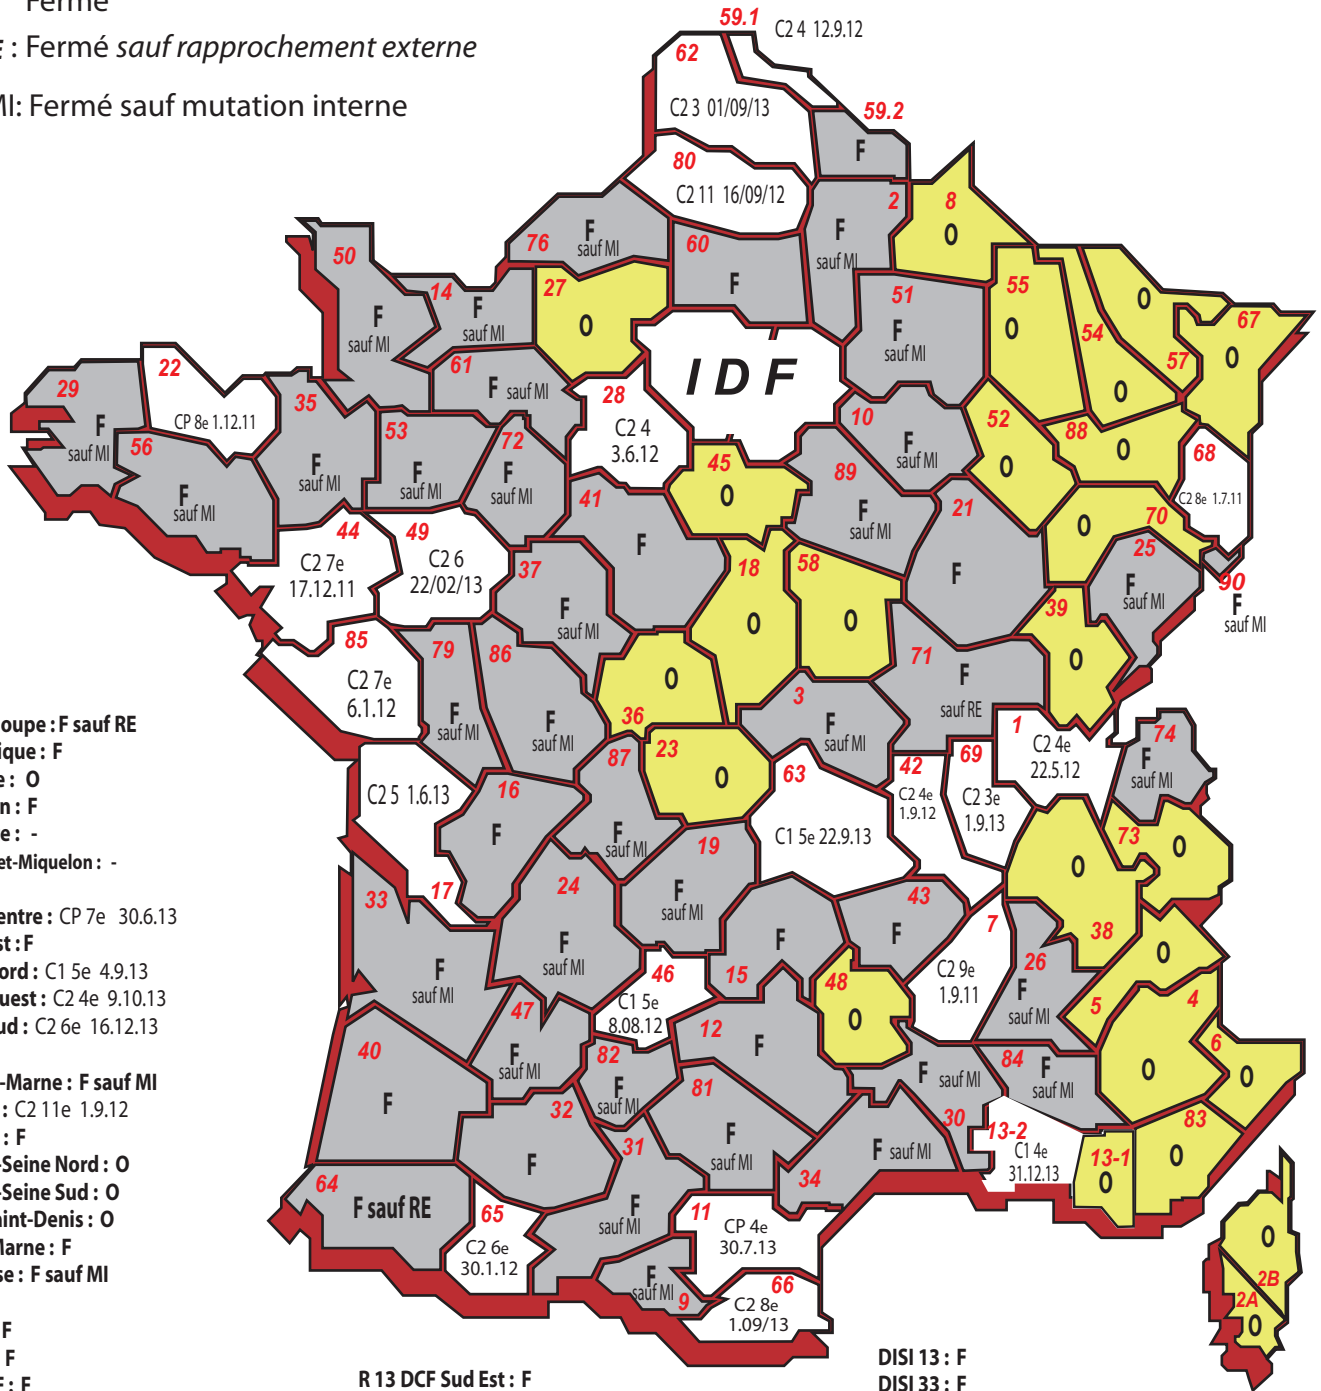 Fermé
E : Fermé sauf rapprochement externe
MI: Fermé sauf mutation interne
59.1
C2 4 12.9.12
62
C2 3 01/09/13
59.2
F
80
C2 11 16/09/12
2
F
sauf MI
8
O
76
F
sauf MI
60
F
50
F
sauf MI
14
F
sauf MI
27
O
51
F
sauf MI
55
O
54
O
O
57
67
O
61
F sauf MI
I D F
29
F
sauf MI
22
CP 8e 1.12.11
35
F
sauf MI
53
F
sauf MI
72
F
sauf MI
28
C2 4
3.6.12
10
F
sauf MI
52
O
88
O
68
C2 8e 1.7.11
56
F
sauf MI
45
O
89
F
sauf MI
41
F
21
F
70
O
25
F
sauf MI
90
F
sauf MI
44
C2 7e
17.12.11
49
C2 6
22/02/13
37
F
sauf MI
18
O
58
O
39
O
85
C2 7e
6.1.12
79
F
sauf MI
86
F
sauf MI
36
O
71
F
sauf RE
3
F
sauf MI
1
C2 4e
22.5.12
74
F
sauf MI
oupe : F sauf RE
ique : F
e : O
n : F
e : -
et-Miquelon : -
C2 5 1.6.13
17
16
F
87
F
sauf MI
23
O
63
C1 5e 22.9.13
42
C2 4e
1.9.12
69
C2 3e
1.9.13
73
O
38
O
entre : CP 7e 30.6.13
st : F
ord : C1 5e 4.9.13
uest : C2 4e 9.10.13
ud : C2 6e 16.12.13
33
F
sauf MI
24
F
sauf MI
19
F
sauf MI
15
F
43
F
7
C2 9e
1.9.11
26
F
sauf MI
5
O
4
O
6
O
46
C1 5e
8.08.12
48
O
47
F
sauf MI
12
F
40
F
82
F
sauf MI
81
F
sauf MI
30
F sauf MI
84
F
sauf MI
83
O
-Marne : F sauf MI
: C2 11e 1.9.12
: F
-Seine Nord : O
-Seine Sud : O
aint-Denis : O
Marne : F
se : F sauf MI
32
F
31
F
sauf MI
34
F sauf MI
13-2
C1 4e
31.12.13
13-1
O
64
F sauf RE
65
C2 6e
30.1.12
11
CP 4e
30.7.13
9
F
sauf MI
66
C2 8e
1.09/13
O
2B
2A
O
F
F
F : F
R 13 DCF Sud Est : F
DISI 13 : F
DISI 33 : F